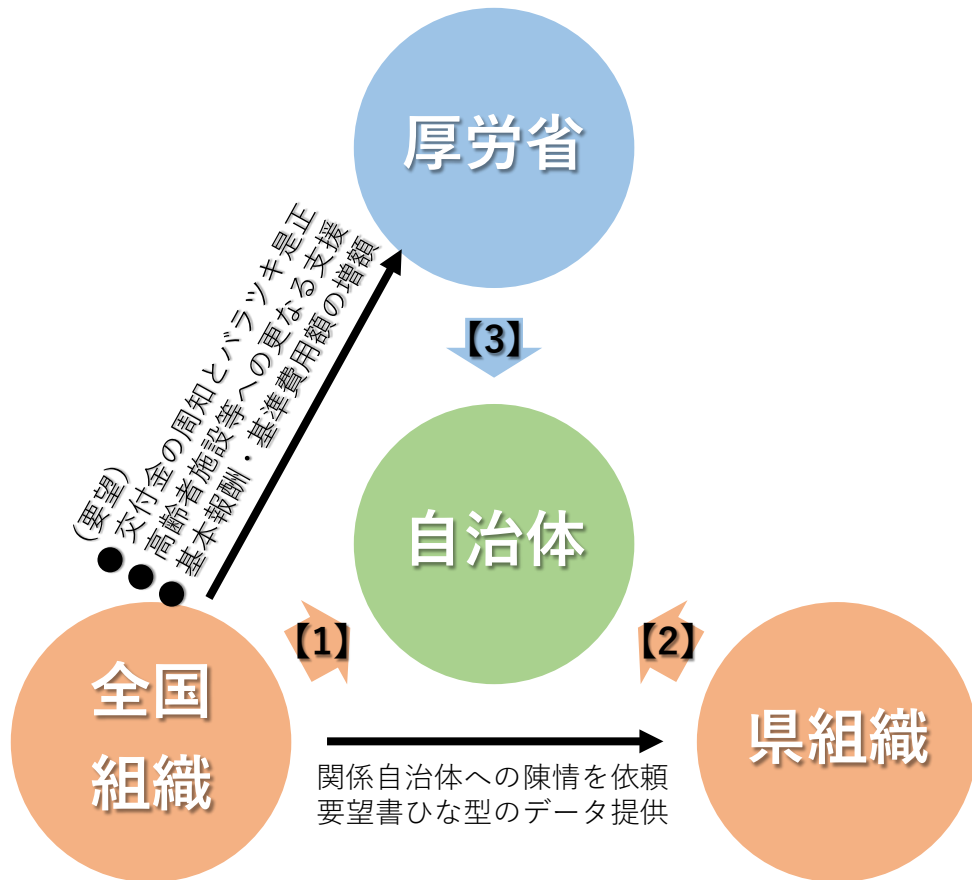 厚労省
(要望)
●交付金の周知とバラツキ是正
●高齢者施設等への更なる支援
●基本報酬・基準費用額の増額
【3】
自治体
【1】
【2】
全国
組織
県組織
関係自治体への陳情を依頼
要望書ひな型のデータ提供